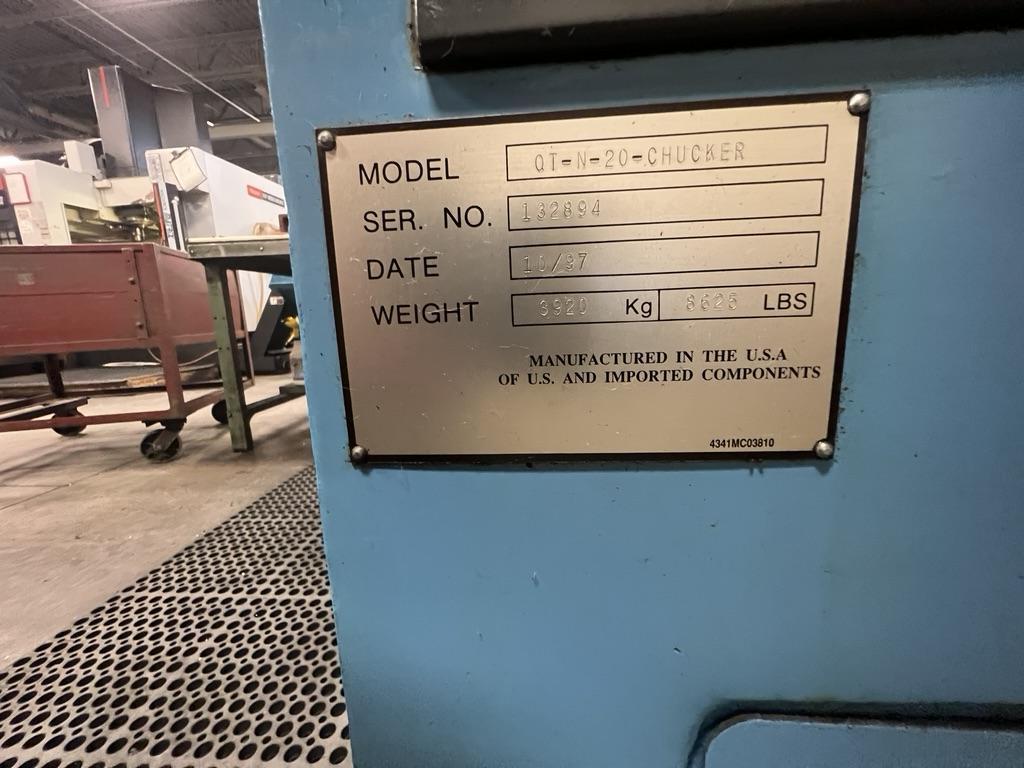 MODEL QT-N-20-CHUCKER
SER. NO. 132894
DATE 10/97
WEIGHT 3920 Kg 8625 LBS
MANUFACTURED IN THE U.S.A
OF U.S. AND IMPORTED COMPONENTS
4341MC03810